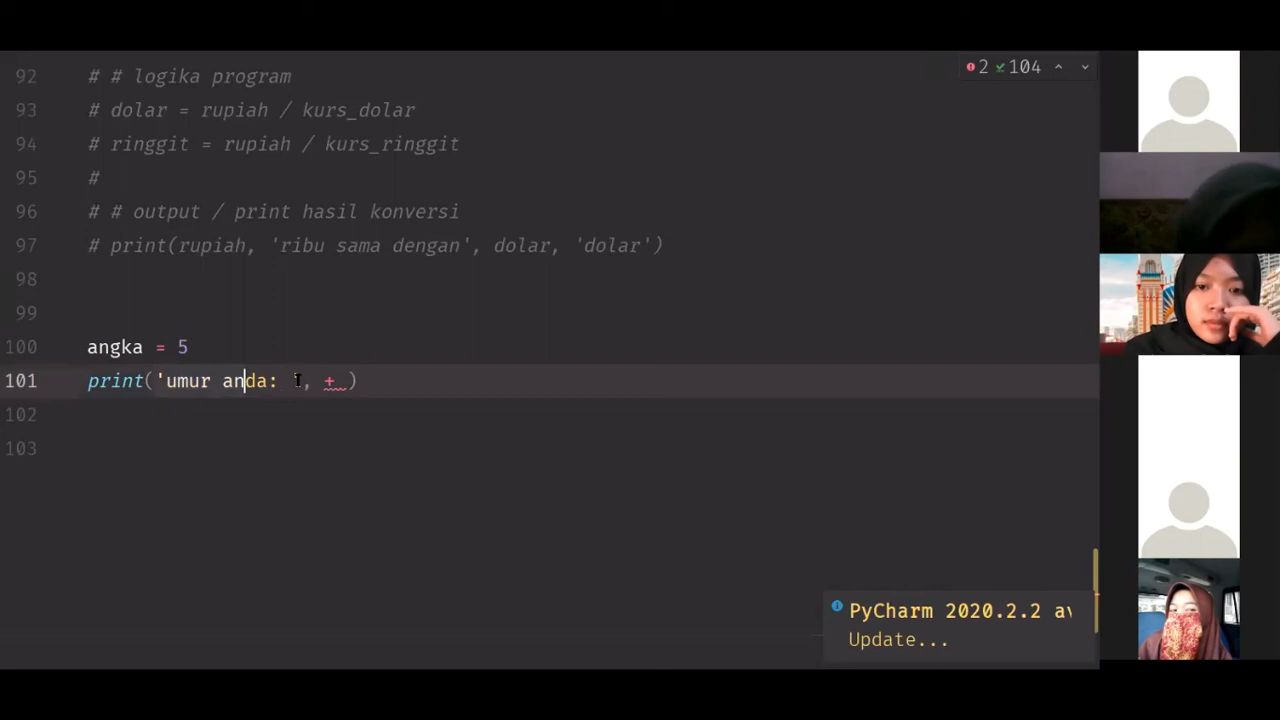 92 # # logika program
93 # dolar = rupiah / kurs_dolar
94 # ringgit = rupiah / kurs_ringgit
95 #
96 # # output / print hasil konversi
97 # print(rupiah, 'ribu sama dengan', dolar, 'dolar')
98
99
100 angka = 5
101 print('umur anda: ', + )
102
103
2 104
PyCharm 2020.2.2 av
Update...